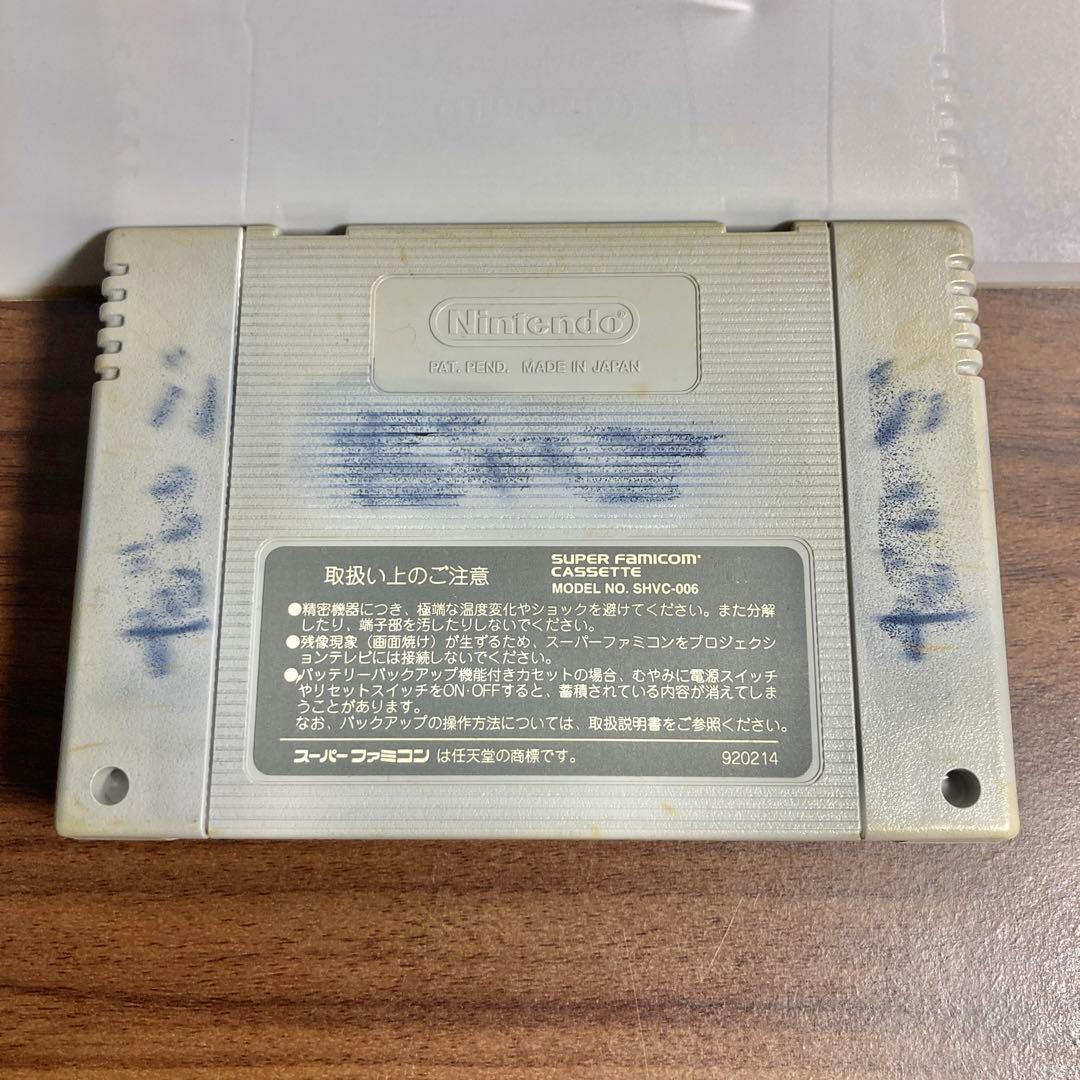 Nintendo®
PAT. PEND. MADE IN JAPAN
取扱い上のご注意
SUPER FAMICOM
CASSETTE
MODEL NO. SHVC-006
●精密機器につき、極端な温度変化やショックを避けてください。また分解
したり、端子部を汚したりしないでください。
●残像現象(画面焼け)が生ずるため、スーパーファミコンをプロジェクシ
ョンテレビには接続しないでください。
●バッテリーバックアップ機能付きカセットの場合、むやみに電源スイッチ
やリセットスイッチをON・OFFすると、蓄積されている内容が消えてしま
うことがあります。
なお、バックアップの操作方法については、取扱説明書をご参照ください。
スーパーファミコン は任天堂の商標です。
920214